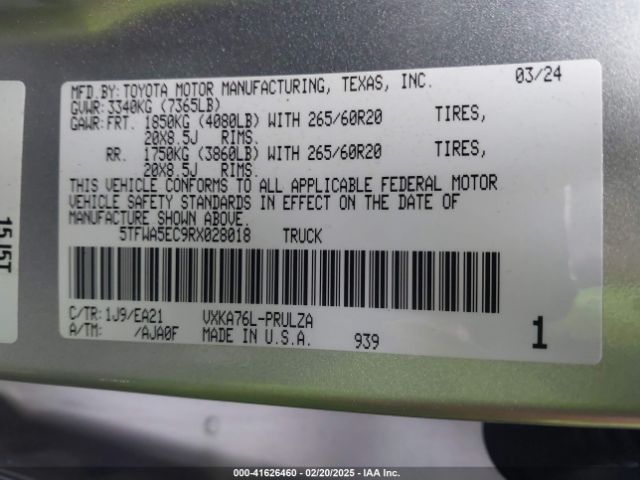 MFD.BY:TOYOTA MOTOR MANUFACTURING, TEXAS, INC. 03/24
GVWR:3340KG (7365LB)
GAWR:FRT. 1850KG (4080LB) WITH 265/60R20 TIRES,
20X8.5J RIMS.
RR. 1750KG (3860LB) WITH 265/60R20 TIRES,
20X8.5J RIMS.
THIS VEHICLE CONFORMS TO ALL APPLICABLE FEDERAL MOTOR
VEHICLE SAFETY STANDARDS IN EFFECT ON THE DATE OF
MANUFACTURE SHOWN ABOVE.
5TFWA5EC9RX028018 TRUCK
C/TR:1J9/EA21 VXKA76L-PRULZA
A/TM: /AJA0F MADE IN U.S.A. 939 1
15J5T
000-41626460 - 02/20/2025 - IAA Inc.